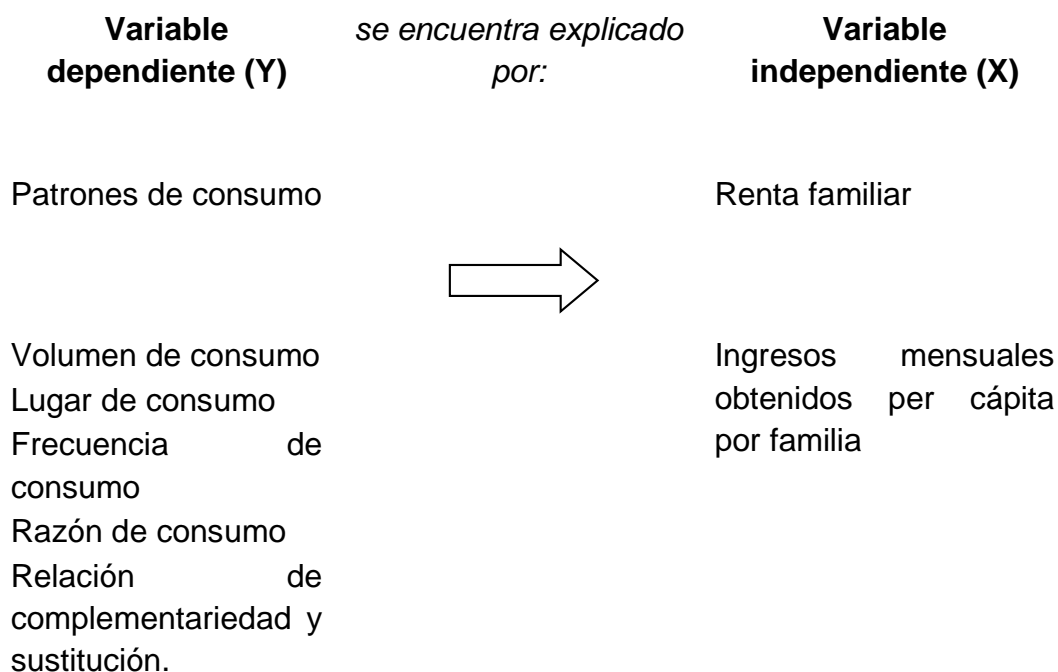 Variable
dependiente (Y)
se encuentra explicado
por:
Variable
independiente (X)
Patrones de consumo
Renta familiar
Volumen de consumo
Lugar de consumo
Frecuencia de
consumo
Razón de consumo
Relación de
complementariedad y
sustitución.
Ingresos mensuales
obtenidos per cápita
por familia